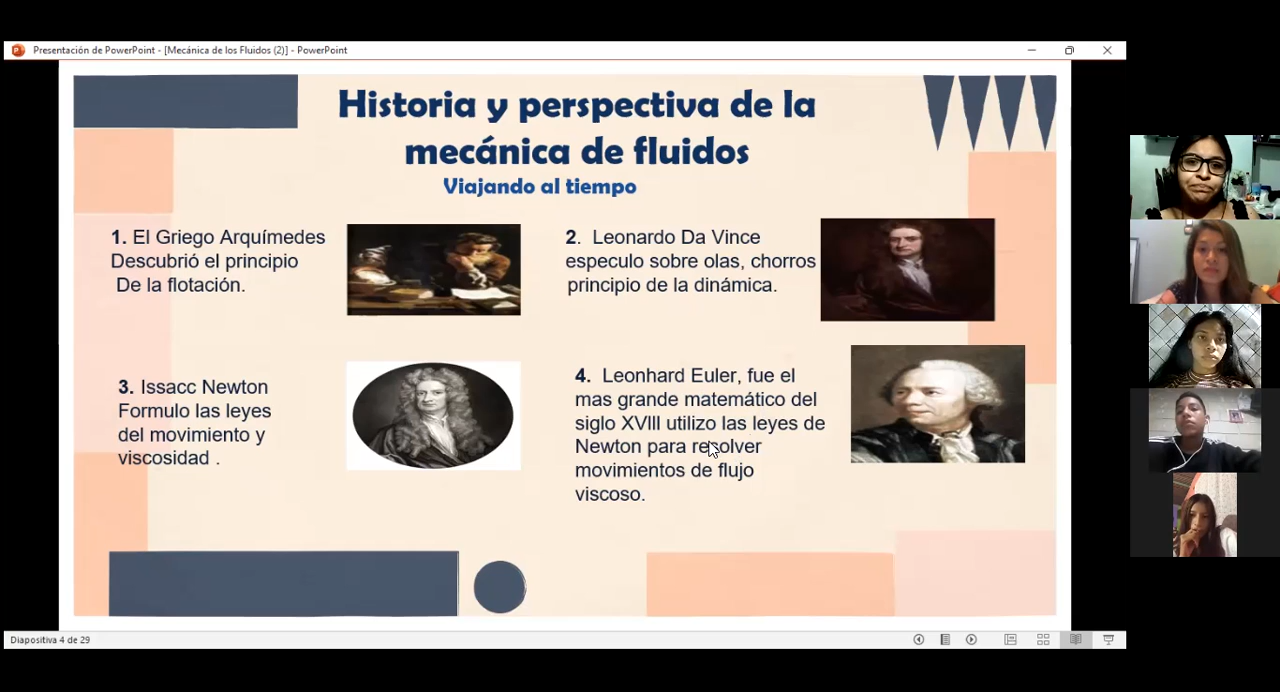 Presentación de PowerPoint - [Mecánica de los Fluidos (2)] - PowerPoint
Historia y perspectiva de la
mecánica de fluidos
Viajando al tiempo
1. El Griego Arquímedes
Descubrió el principio
De la flotación.
2. Leonardo Da Vince
especulo sobre olas, chorros
principio de la dinámica.
3. Issacc Newton
Formulo las leyes
del movimiento y
viscosidad .
4. Leonhard Euler, fue el
mas grande matemático del
siglo XVIII utilizo las leyes de
Newton para resolver
movimientos de flujo
viscoso.
Diapositiva 4 de 29